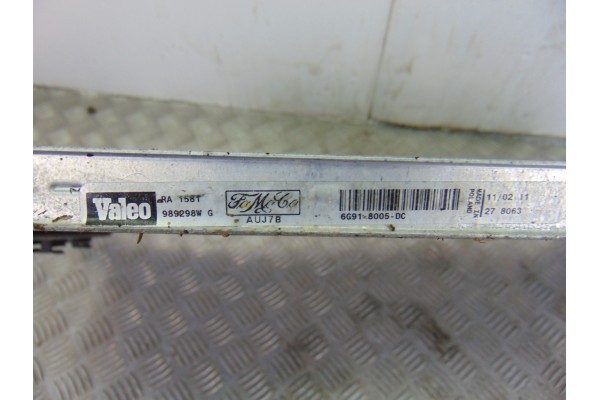 Valeo
RA 1581
989298W G
FoMoCo
AUJ7B
6G91-8005-DC
MADE IN
POLAND
11/02 11
27 8063